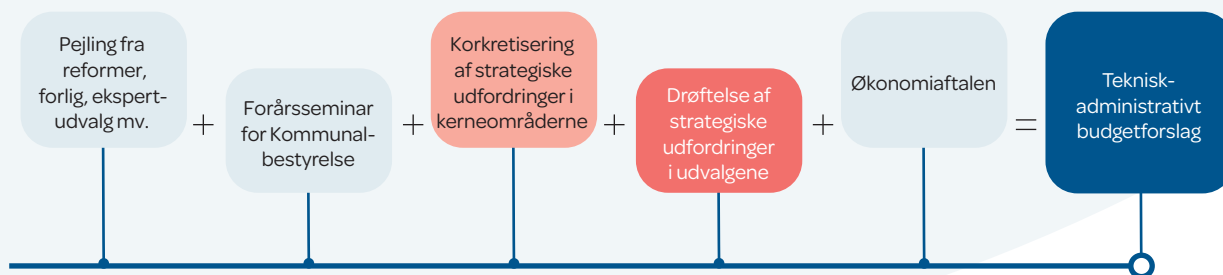 Pejling fra
reformer,
forlig, ekspert-
udvalg mv.
+
Forårsseminar
for Kommunal-
bestyrelse
+
Korkretisering
af strategiske
udfordringer i
kerneområderne
+
Drøftelse af
strategiske
udfordringer
i udvalgene
+
Økonomiaftalen
=
Teknisk-
administrativt
budgetforslag